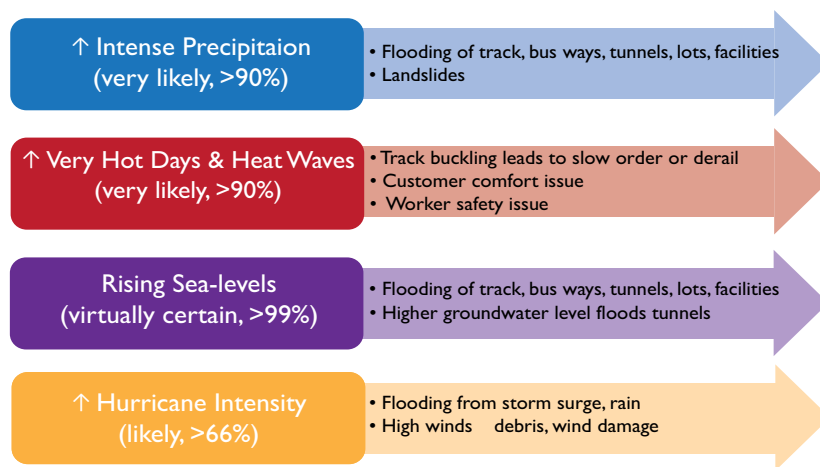 ↑ Intense Precipitaion
(very likely, >90%)
• Flooding of track, bus ways, tunnels, lots, facilities
• Landslides
↑ Very Hot Days & Heat Waves
(very likely, >90%)
• Track buckling leads to slow order or derail
• Customer comfort issue
• Worker safety issue
Rising Sea-levels
(virtually certain, >99%)
• Flooding of track, bus ways, tunnels, lots, facilities
• Higher groundwater level floods tunnels
↑ Hurricane Intensity
(likely, >66%)
• Flooding from storm surge, rain
• High winds debris, wind damage